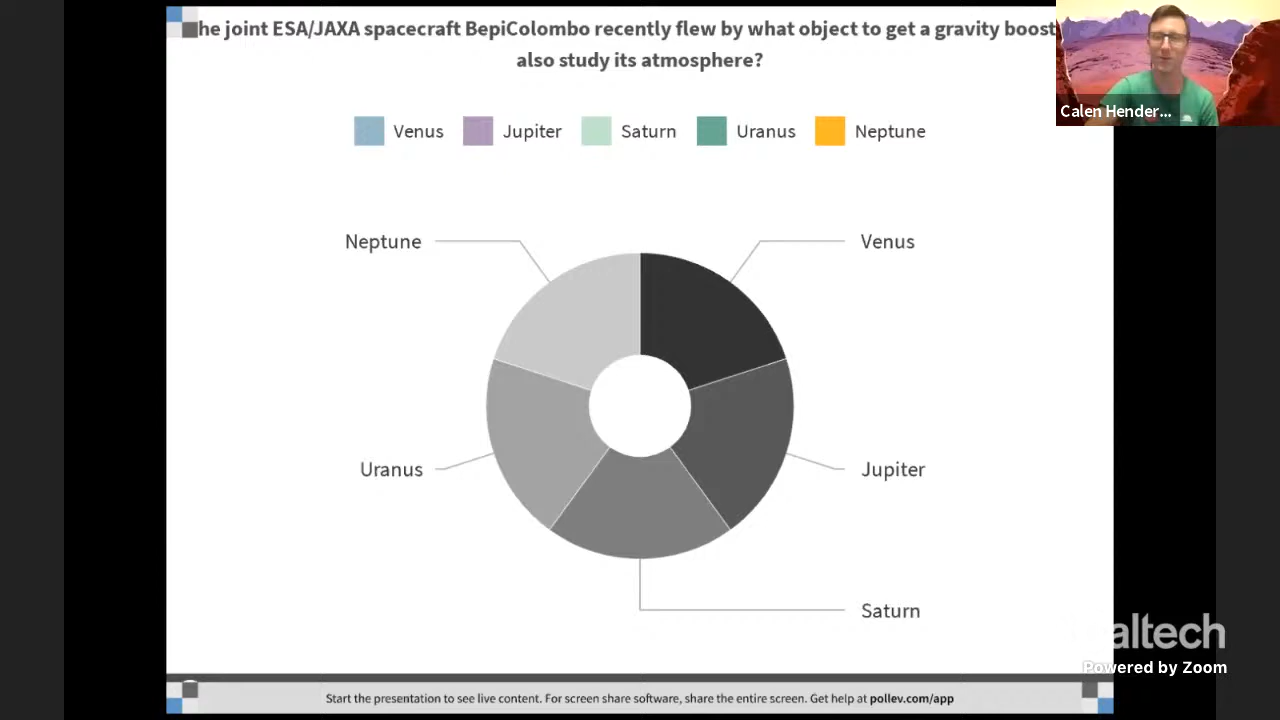 he joint ESA/JAXA spacecraft BepiColombo recently flew by what object to get a gravity boost
also study its atmosphere?
Calen Hender...
Venus Jupiter Saturn Uranus Neptune
Neptune Venus
Uranus Jupiter
Saturn
altech
Powered by Zoom
Start the presentation to see live content. For screen share software, share the entire screen. Get help at pollev.com/app